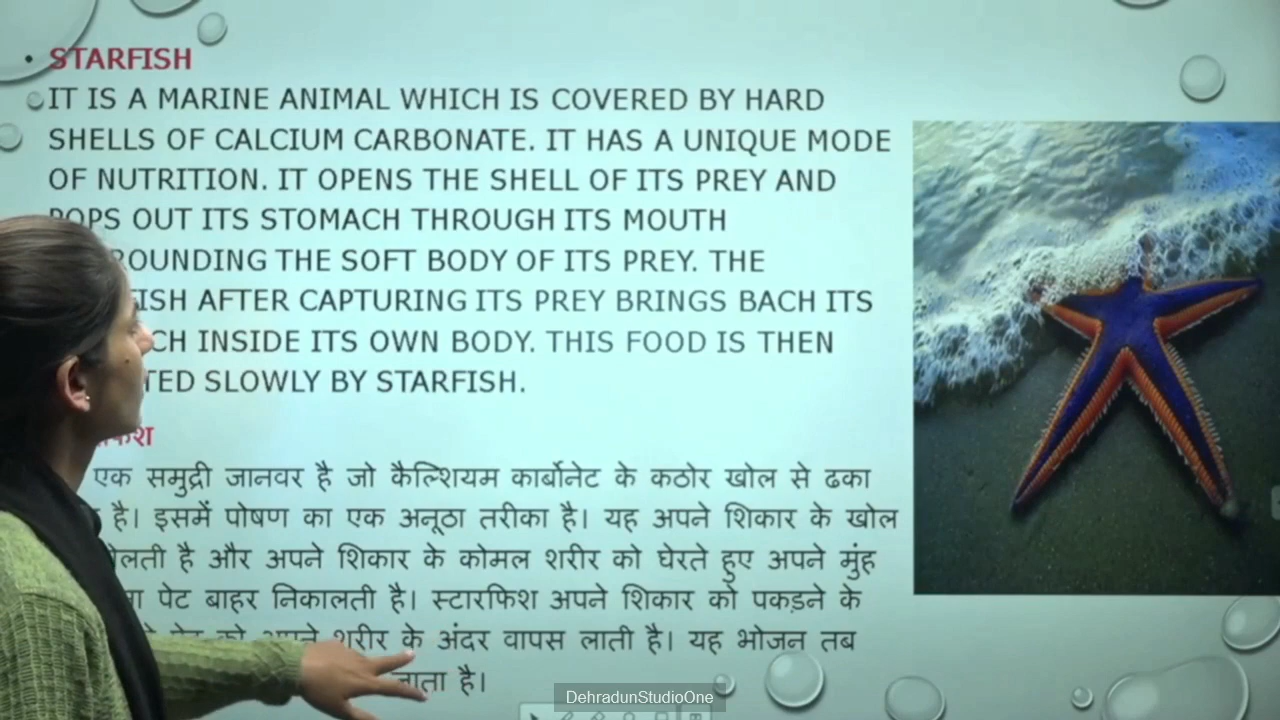 • STARFISH
IT IS A MARINE ANIMAL WHICH IS COVERED BY HARD
SHELLS OF CALCIUM CARBONATE. IT HAS A UNIQUE MODE
OF NUTRITION. IT OPENS THE SHELL OF ITS PREY AND
POPS OUT ITS STOMACH THROUGH ITS MOUTH
ROUNDING THE SOFT BODY OF ITS PREY. THE
ISH AFTER CAPTURING ITS PREY BRINGS BACH ITS
CH INSIDE ITS OWN BODY. THIS FOOD IS THEN
TED SLOWLY BY STARFISH.
एक समुद्री जानवर है जो कैल्शियम कार्बोनेट के कठोर खोल से ढका
है। इसमें पोषण का एक अनूठा तरीका है। यह अपने शिकार के खोल
है और अपने शिकार के कोमल शरीर को घेरते हुए अपने मुंह
पेट बाहर निकालती है। स्टारफिश अपने शिकार को पकड़ने के
शरीर के अंदर वापस लाती है। यह भोजन तब
जाता है।
DehradunStudioOne